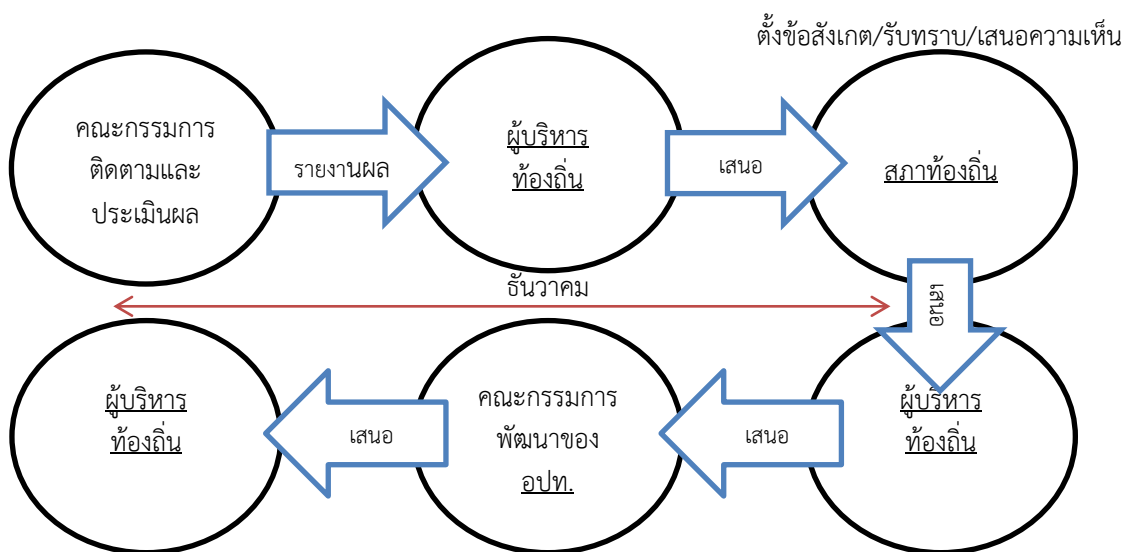 ตั้งข้อสังเกต/รับทราบ/เสนอความเห็น
คณะกรรมการ
ติดตามและ
ประเมินผล
รายงานผล
ผู้บริหาร
ท้องถิ่น
เสนอ
สภาท้องถิ่น
เสนอ
ธันวาคม
ผู้บริหาร
ท้องถิ่น
เสนอ
คณะกรรมการ
พัฒนาของ
อปท.
เสนอ
ผู้บริหาร
ท้องถิ่น